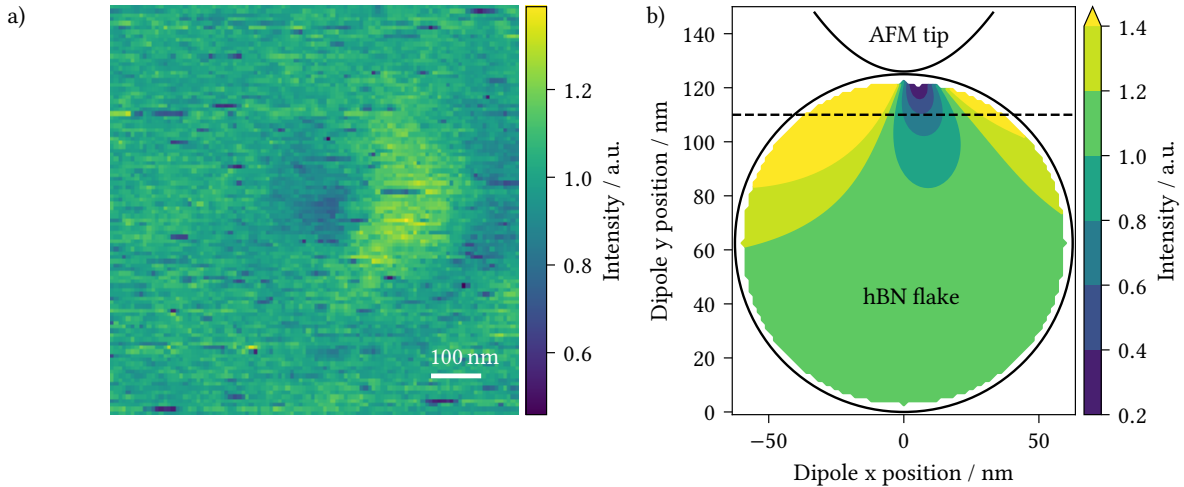 a)
100 nm
1.2
1.0
0.8
0.6
Intensity / a.u.
b)
AFM tip
hBN flake
140
120
100
80
60
40
20
0
Dipole y position / nm
−50
0
50
Dipole x position / nm
1.4
1.2
1.0
0.8
0.6
0.4
0.2
Intensity / a.u.